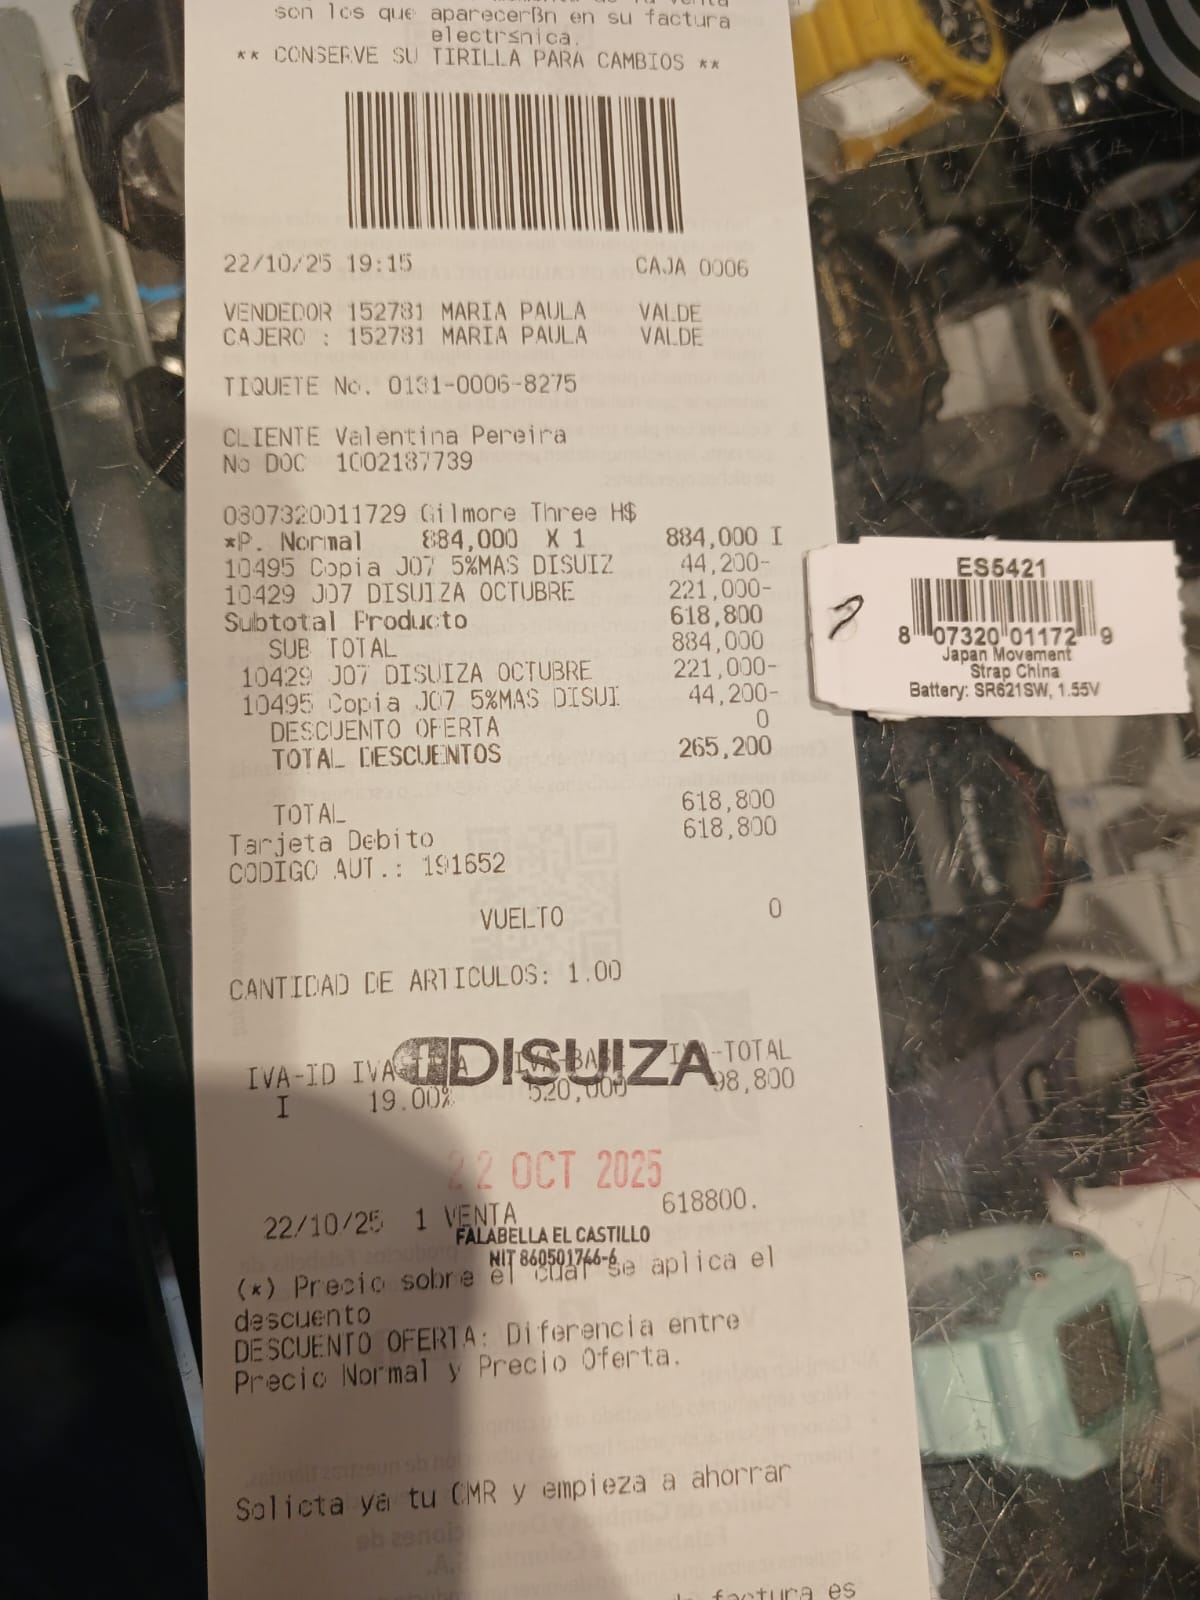 son los que aparecerßn en su factura
electrsnica.
** CONSERVE SU TIRILLA PARA CAMBIOS **
22/10/25 19:15 CAJA 0006
VENDEDOR 152781 MARIA PAULA VALDE
CAJERO : 152781 MARIA PAULA VALDE
TIQUETE No. 0131-0006-8275
CLIENTE Valentina Pereira
No DOC 1002187739
0807320011729 Gilmore Three H$
*P. Normal 884,000 X 1 884,000 I
10495 Copia J07 5%MAS DISUIZ 44,200-
10429 J07 DISUIZA OCTUBRE 221,000-
Subtotal Producto 618,800
SUB TOTAL 884,000
10429 J07 DISUIZA OCTUBRE 221,000-
10495 Copia J07 5%MAS DISUI 44,200-
DESCUENTO OFERTA 0
TOTAL DESCUENTOS 265,200
TOTAL 618,800
Tarjeta Debito 618,800
CODIGO AUT.: 191652
VUELTO 0
CANTIDAD DE ARTICULOS: 1.00
DISUIZA
IVA-ID IVA -TOTAL
I 19.00% 520,000 98,800
22 OCT 2025
22/10/25 1 VENTA 618800.
FALABELLA EL CASTILLO
NIT 860501746-6
(*) Precio sobre el cual se aplica el
descuento
DESCUENTO OFERTA: Diferencia entre
Precio Normal y Precio Oferta.
Solicta ya tu CMR y empieza a ahorrar
factura es
ES5421
8 07320 01172 9
Japan Movement
Strap China
Battery: SR621SW, 1.55V